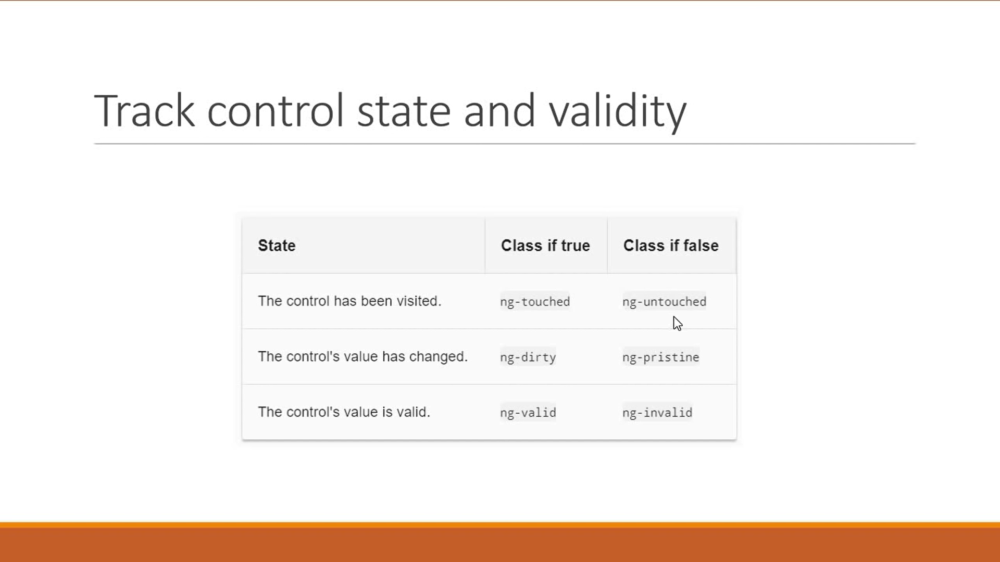 Track control state and validity
State Class if true Class if false
The control has been visited. ng-touched ng-untouched
The control's value has changed. ng-dirty ng-pristine
The control's value is valid. ng-valid ng-invalid